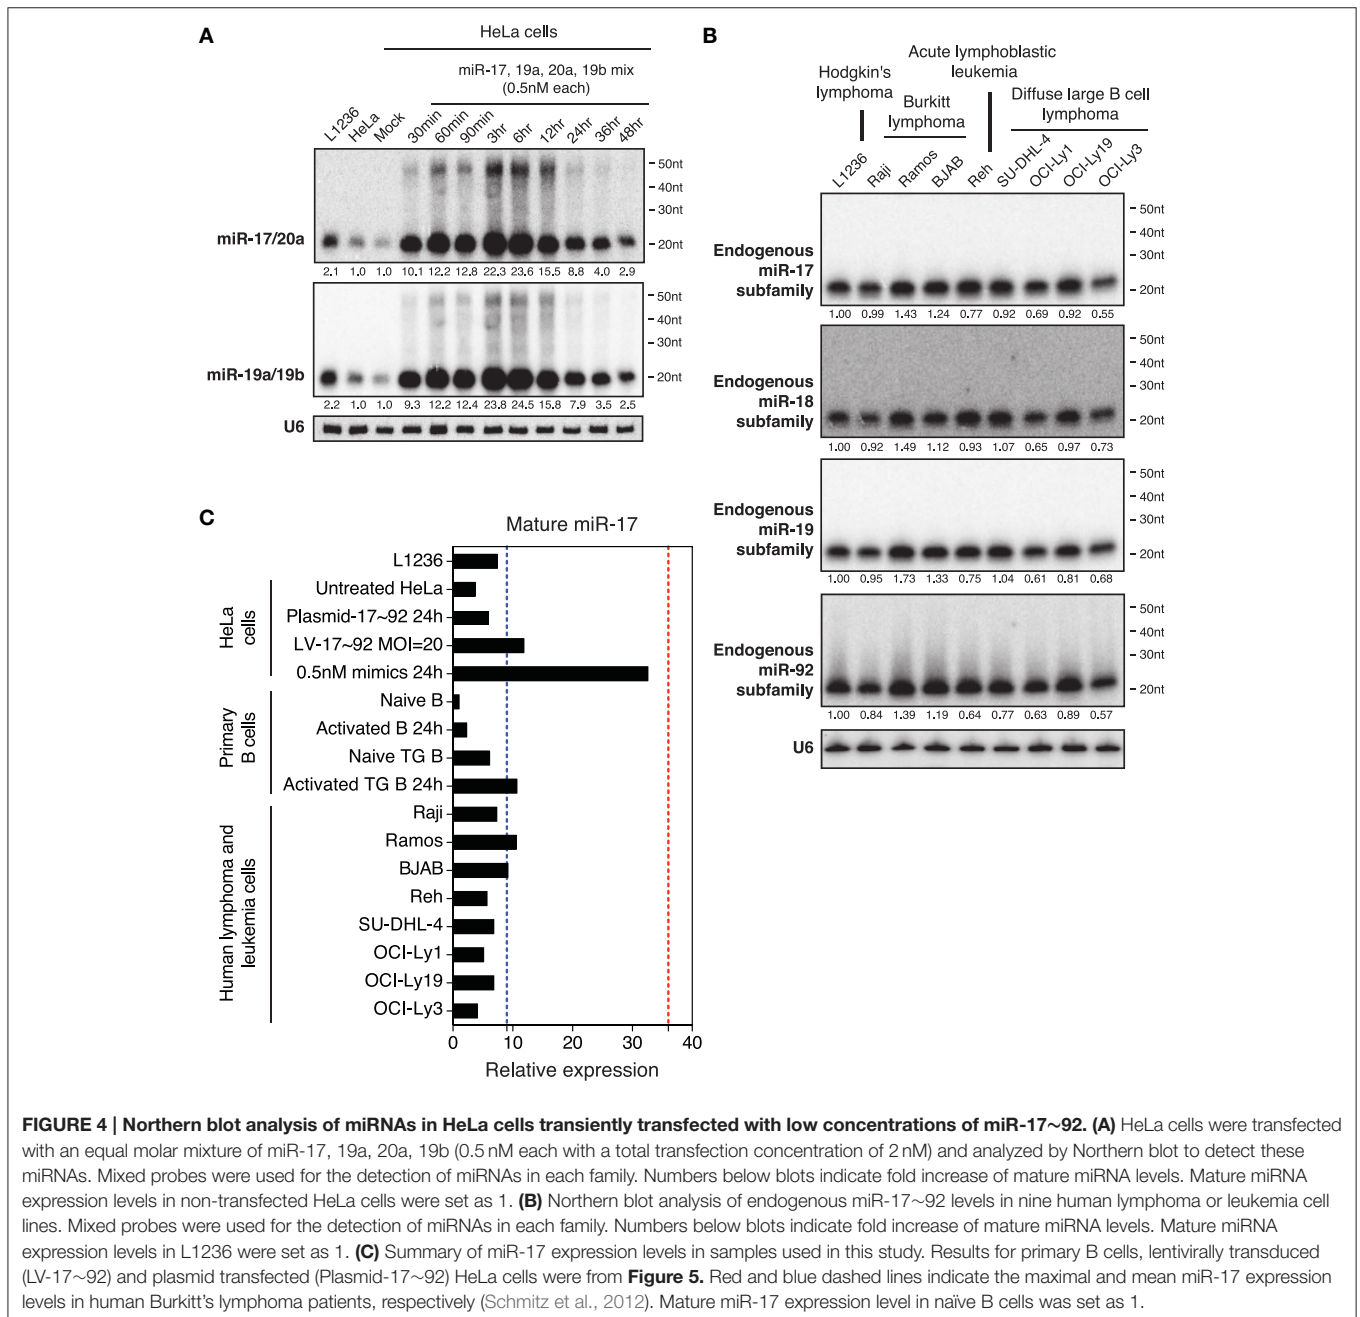 A
HeLa cells
miR-17, 19a, 20a, 19b mix
(0.5nM each)
L1236 HeLa Mock 30min 60min 90min 3hr 6hr 12hr 24hr 36hr 48hr
50nt
40nt
30nt
miR-17/20a
20nt
2.1 1.0 1.0 10.1 12.2 12.8 22.3 23.6 15.5 8.8 4.0 2.9
50nt
40nt
30nt
miR-19a/19b
20nt
2.2 1.0 1.0 9.3 12.2 12.4 23.8 24.5 15.8 7.9 3.5 2.5
U6
B
Hodgkin's
lymphoma
Burkitt
lymphoma
Acute lymphoblastic
leukemia
Diffuse large B cell
lymphoma
L1236 Raji Ramos BJAB Reh SU-DHL-4 OCI-Ly1 OCI-Ly19 OCI-Ly3
50nt
40nt
30nt
20nt
Endogenous
miR-17
subfamily
1.00 0.99 1.43 1.24 0.77 0.92 0.69 0.92 0.55
50nt
40nt
30nt
20nt
Endogenous
miR-18
subfamily
1.00 0.92 1.49 1.12 0.93 1.07 0.65 0.97 0.73
50nt
40nt
30nt
20nt
Endogenous
miR-19
subfamily
1.00 0.95 1.73 1.33 0.75 1.04 0.61 0.81 0.68
50nt
40nt
30nt
20nt
Endogenous
miR-92
subfamily
1.00 0.84 1.39 1.19 0.64 0.77 0.63 0.89 0.57
U6
C
Mature miR-17
L1236
HeLa
cells
Untreated HeLa
Plasmid-17~92 24h
LV-17~92 MOI=20
0.5nM mimics 24h
Primary
B cells
Naive B
Activated B 24h
Naive TG B
Activated TG B 24h
Human lymphoma and
leukemia cells
Raji
Ramos
BJAB
Reh
SU-DHL-4
OCI-Ly1
OCI-Ly19
OCI-Ly3
0 10 20 30 40
Relative expression
FIGURE 4 | Northern blot analysis of miRNAs in HeLa cells transiently transfected with low concentrations of miR-17~92. (A) HeLa cells were transfected
with an equal molar mixture of miR-17, 19a, 20a, 19b (0.5 nM each with a total transfection concentration of 2 nM) and analyzed by Northern blot to detect these
miRNAs. Mixed probes were used for the detection of miRNAs in each family. Numbers below blots indicate fold increase of mature miRNA levels. Mature miRNA
expression levels in non-transfected HeLa cells were set as 1. (B) Northern blot analysis of endogenous miR-17~92 levels in nine human lymphoma or leukemia cell
lines. Mixed probes were used for the detection of miRNAs in each family. Numbers below blots indicate fold increase of mature miRNA levels. Mature miRNA
expression levels in L1236 were set as 1. (C) Summary of miR-17 expression levels in samples used in this study. Results for primary B cells, lentivirally transduced
(LV-17~92) and plasmid transfected (Plasmid-17~92) HeLa cells were from Figure 5. Red and blue dashed lines indicate the maximal and mean miR-17 expression
levels in human Burkitt's lymphoma patients, respectively (Schmitz et al., 2012). Mature miR-17 expression level in naïve B cells was set as 1.